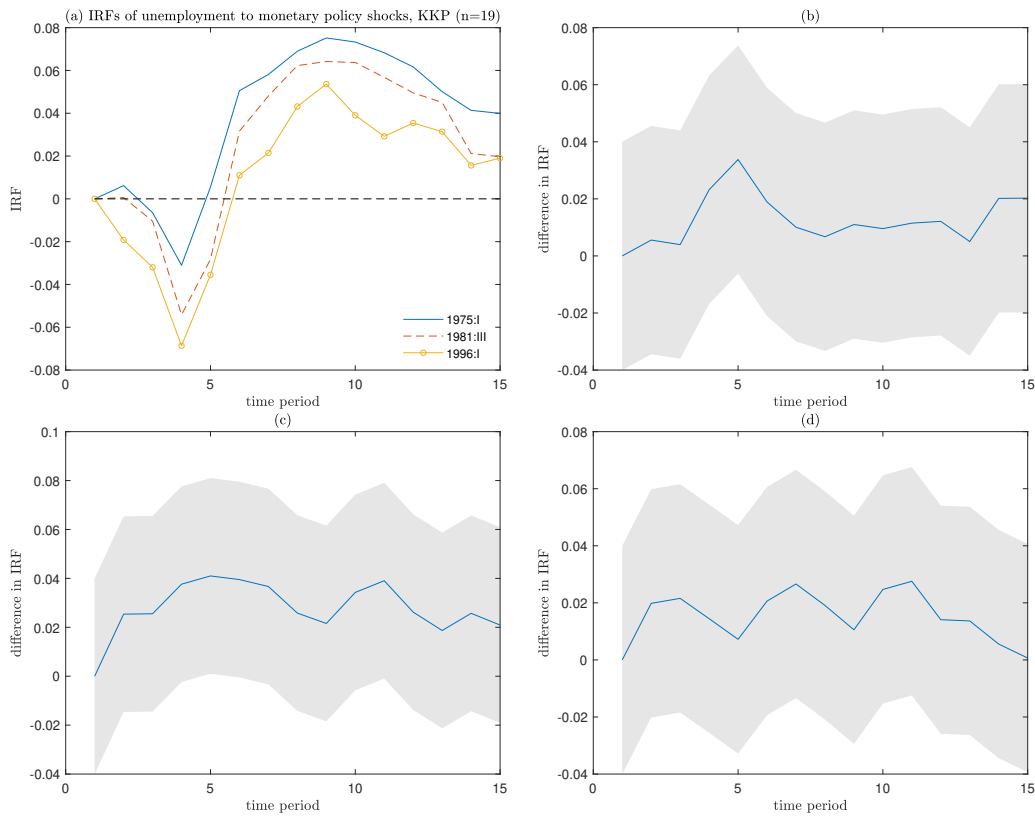 (a) IRFs of unemployment to monetary policy shocks, KKP (n=19)
0.08
0.06
0.04
0.02
0
-0.02
-0.04
-0.06
-0.08
IRF
1975:I
1981:III
1996:I
0 5 10 15
time period
(b)
0.08
0.06
0.04
0.02
0
-0.02
-0.04
difference in IRF
0 5 10 15
time period
(c)
0.1
0.08
0.06
0.04
0.02
0
-0.02
-0.04
difference in IRF
0 5 10 15
time period
(d)
0.08
0.06
0.04
0.02
0
-0.02
-0.04
difference in IRF
0 5 10 15
time period